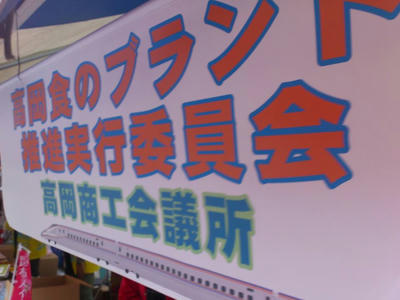 高岡食のブランド
推進実行委員会
高岡商工会議所